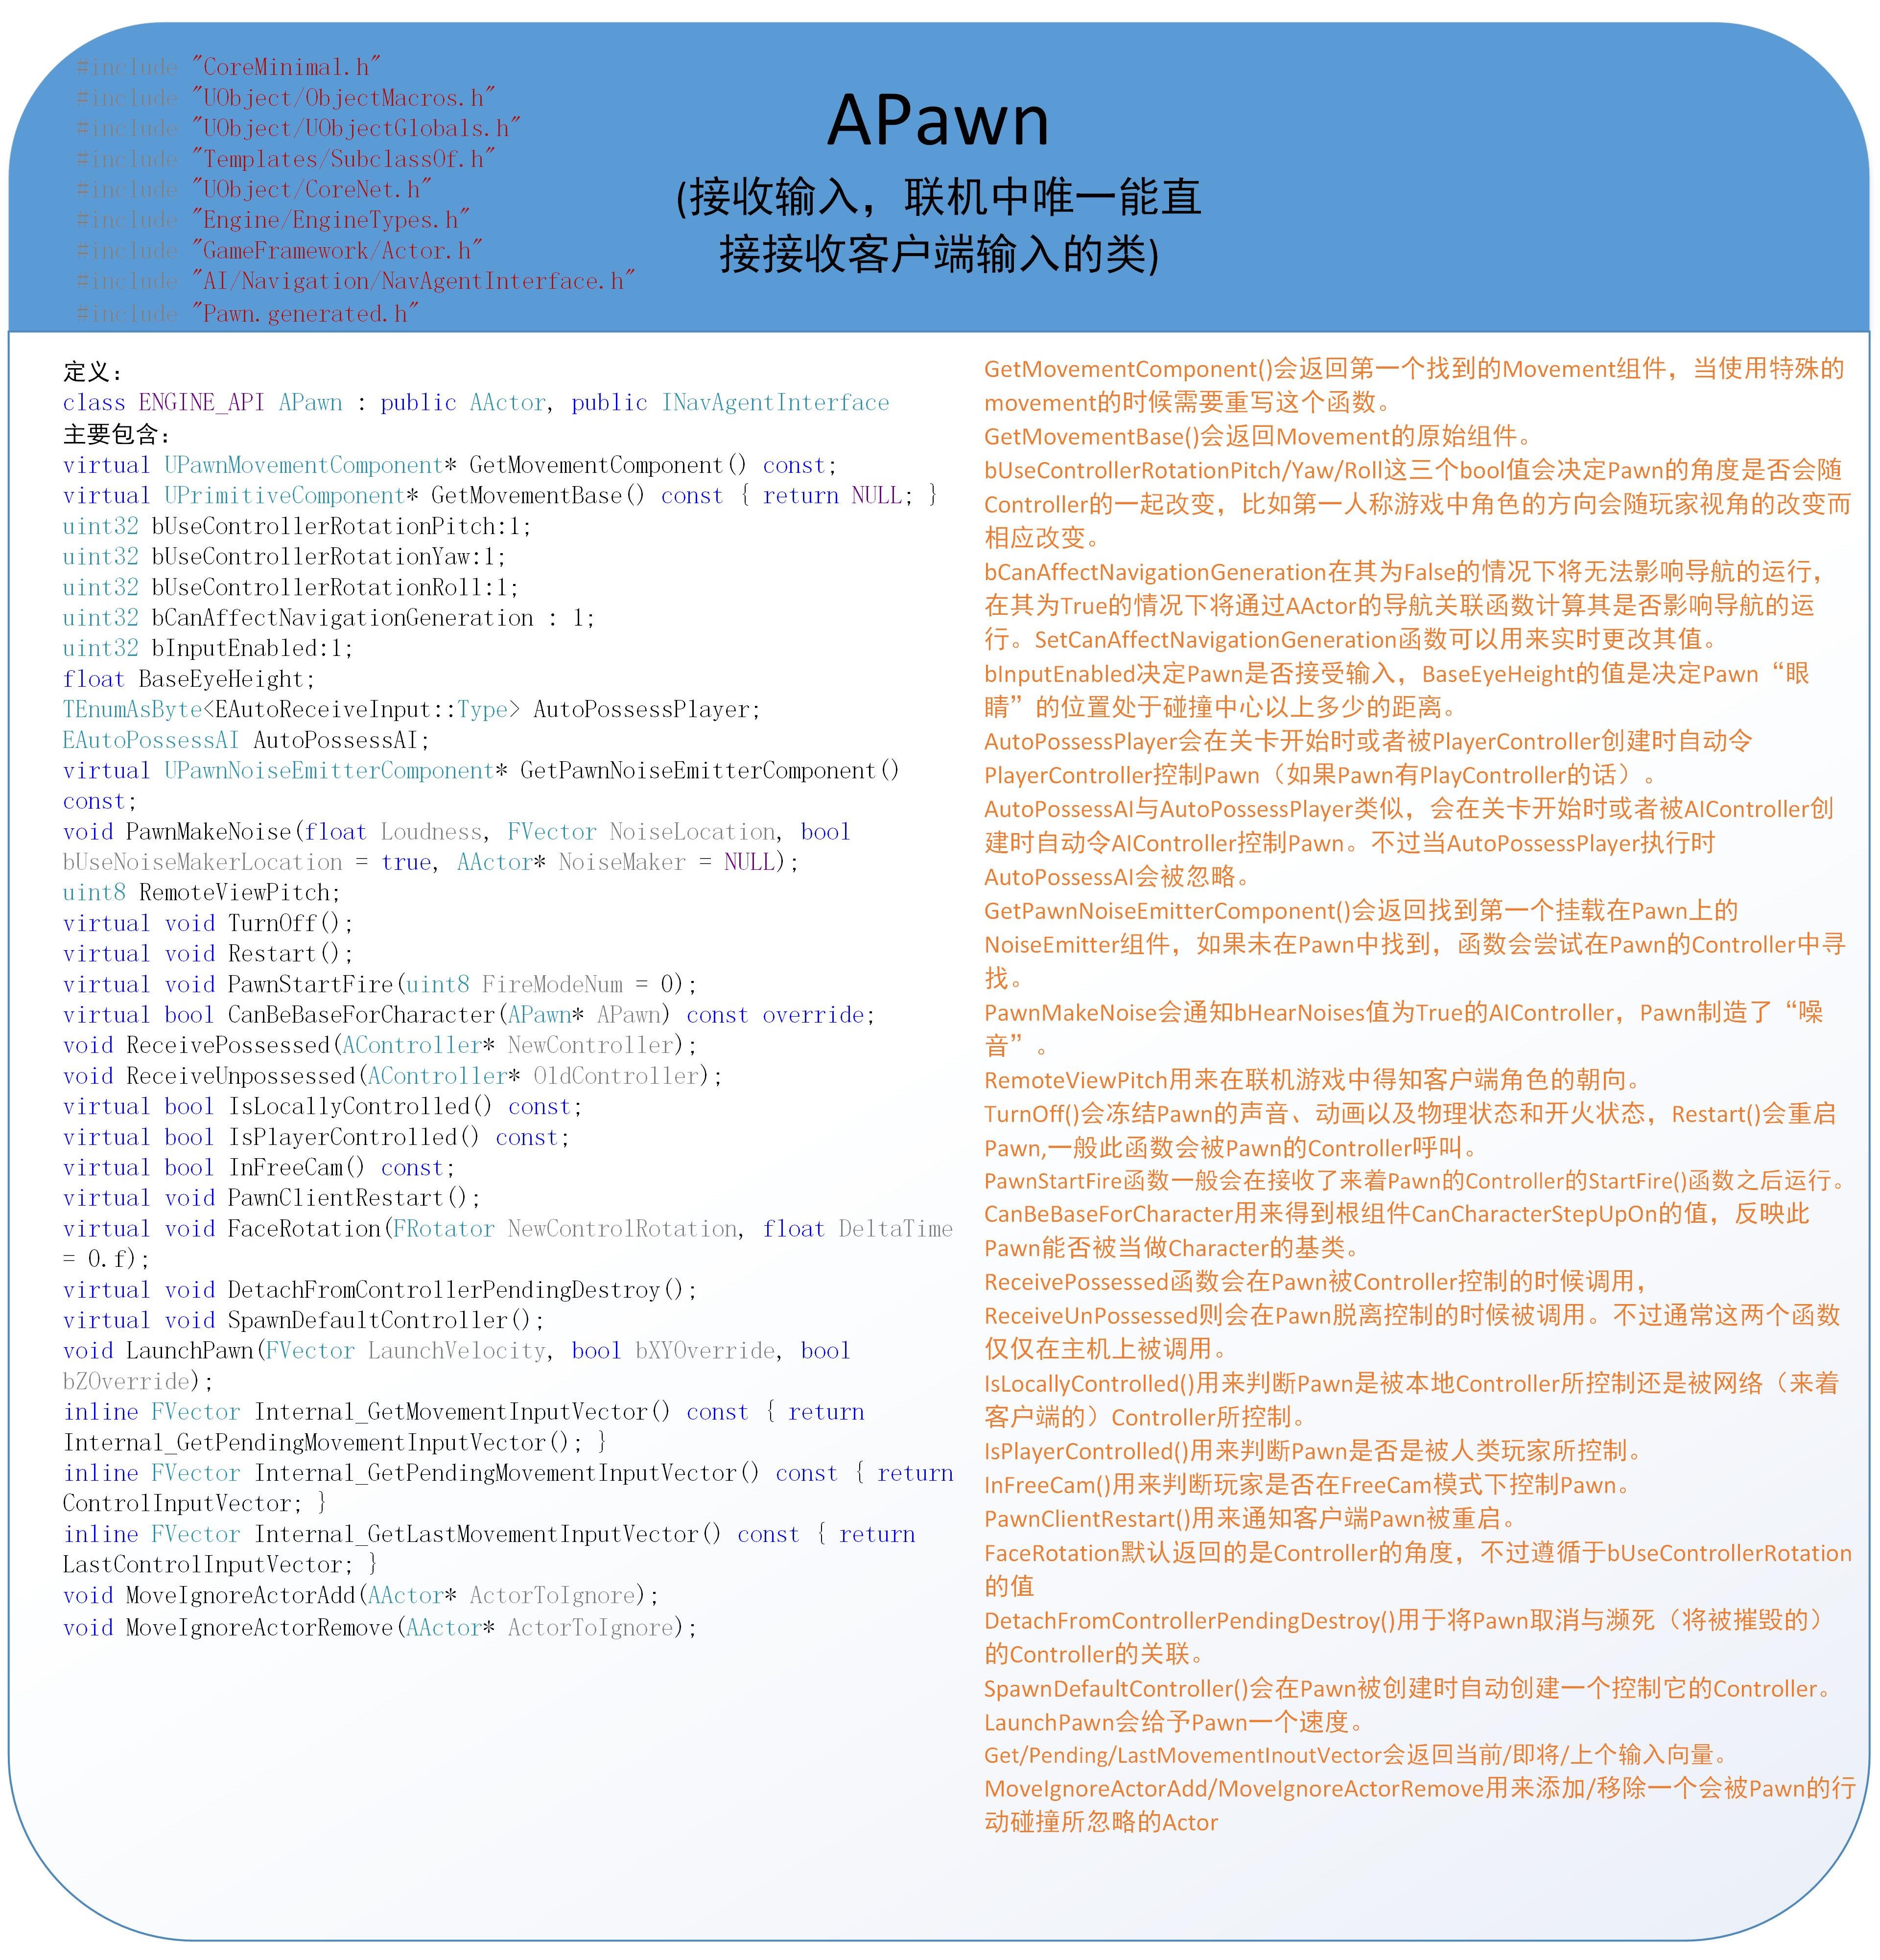 #include "CoreMinimal.h"
#include "UObject/ObjectMacros.h"
#include "UObject/UObjectGlobals.h"
#include "Templates/SubclassOf.h"
#include "UObject/CoreNet.h"
#include "Engine/EngineTypes.h"
#include "GameFramework/Actor.h"
#include "AI/Navigation/NavAgentInterface.h"
#include "Pawn.generated.h"
APawn
(接收输入，联机中唯一能直
接接收客户端输入的类)
定义：
class ENGINE_API APawn : public AActor, public INavAgentInterface
主要包含：
virtual UPawnMovementComponent* GetMovementComponent() const;
virtual UPrimitiveComponent* GetMovementBase() const { return NULL; }
uint32 bUseControllerRotationPitch:1;
uint32 bUseControllerRotationYaw:1;
uint32 bUseControllerRotationRoll:1;
uint32 bCanAffectNavigationGeneration : 1;
uint32 bInputEnabled:1;
float BaseEyeHeight;
TEnumAsByte<EAutoReceiveInput::Type> AutoPossessPlayer;
EAutoPossessAI AutoPossessAI;
virtual UPawnNoiseEmitterComponent* GetPawnNoiseEmitterComponent()
const;
void PawnMakeNoise(float Loudness, FVector NoiseLocation, bool
bUseNoiseMakerLocation = true, AActor* NoiseMaker = NULL);
uint8 RemoteViewPitch;
virtual void TurnOff();
virtual void Restart();
virtual void PawnStartFire(uint8 FireModeNum = 0);
virtual bool CanBeBaseForCharacter(APawn* APawn) const override;
void ReceivePossessed(AController* NewController);
void ReceiveUnpossessed(AController* OldController);
virtual bool IsLocallyControlled() const;
virtual bool IsPlayerControlled() const;
virtual bool InFreeCam() const;
virtual void PawnClientRestart();
virtual void FaceRotation(FRotator NewControlRotation, float DeltaTime
= 0.f);
virtual void DetachFromControllerPendingDestroy();
virtual void SpawnDefaultController();
void LaunchPawn(FVector LaunchVelocity, bool bXYOverride, bool
bZOverride);
inline FVector Internal_GetMovementInputVector() const { return
Internal_GetPendingMovementInputVector(); }
inline FVector Internal_GetPendingMovementInputVector() const { return
ControlInputVector; }
inline FVector Internal_GetLastMovementInputVector() const { return
LastControlInputVector; }
void MoveIgnoreActorAdd(AActor* ActorToIgnore);
void MoveIgnoreActorRemove(AActor* ActorToIgnore);
GetMovementComponent()会返回第一个找到的Movement组件，当使用特殊的
movement的时候需要重写这个函数。
GetMovementBase()会返回Movement的原始组件。
bUseControllerRotationPitch/Yaw/Roll这三个bool值会决定Pawn的角度是否会随
Controller的一起改变，比如第一人称游戏中角色的方向会随玩家视角的改变而
相应改变。
bCanAffectNavigationGeneration在其为False的情况下将无法影响导航的运行，
在其为True的情况下将通过AActor的导航关联函数计算其是否影响导航的运
行。SetCanAffectNavigationGeneration函数可以用来实时更改其值。
bInputEnabled决定Pawn是否接受输入，BaseEyeHeight的值是决定Pawn“眼
睛”的位置处于碰撞中心以上多少的距离。
AutoPossessPlayer会在关卡开始时或者被PlayerController创建时自动令
PlayerController控制Pawn（如果Pawn有PlayController的话）。
AutoPossessAI与AutoPossessPlayer类似，会在关卡开始时或者被AIController创
建时自动令AIController控制Pawn。不过当AutoPossessPlayer执行时
AutoPossessAI会被忽略。
GetPawnNoiseEmitterComponent()会返回找到第一个挂载在Pawn上的
NoiseEmitter组件，如果未在Pawn中找到，函数会尝试在Pawn的Controller中寻
找。
PawnMakeNoise会通知bHearNoises值为True的AIController，Pawn制造了“噪
音”。
RemoteViewPitch用来在联机游戏中得知客户端角色的朝向。
TurnOff()会冻结Pawn的声音、动画以及物理状态和开火状态，Restart()会重启
Pawn,一般此函数会被Pawn的Controller呼叫。
PawnStartFire函数一般会在接收了来着Pawn的Controller的StartFire()函数之后运行。
CanBeBaseForCharacter用来得到根组件CanCharacterStepUpOn的值，反映此
Pawn能否被当做Character的基类。
ReceivePossessed函数会在Pawn被Controller控制的时候调用，
ReceiveUnPossessed则会在Pawn脱离控制的时候被调用。不过通常这两个函数
仅仅在主机上被调用。
IsLocallyControlled()用来判断Pawn是被本地Controller所控制还是被网络（来着
客户端的）Controller所控制。
IsPlayerControlled()用来判断Pawn是否是被人类玩家所控制。
InFreeCam()用来判断玩家是否在FreeCam模式下控制Pawn。
PawnClientRestart()用来通知客户端Pawn被重启。
FaceRotation默认返回的是Controller的角度，不过遵循于bUseControllerRotation
的值
DetachFromControllerPendingDestroy()用于将Pawn取消与濒死（将被摧毁的）
的Controller的关联。
SpawnDefaultController()会在Pawn被创建时自动创建一个控制它的Controller。
LaunchPawn会给予Pawn一个速度。
Get/Pending/LastMovementInoutVector会返回当前/即将/上个输入向量。
MoveIgnoreActorAdd/MoveIgnoreActorRemove用来添加/移除一个会被Pawn的行
动碰撞所忽略的Actor